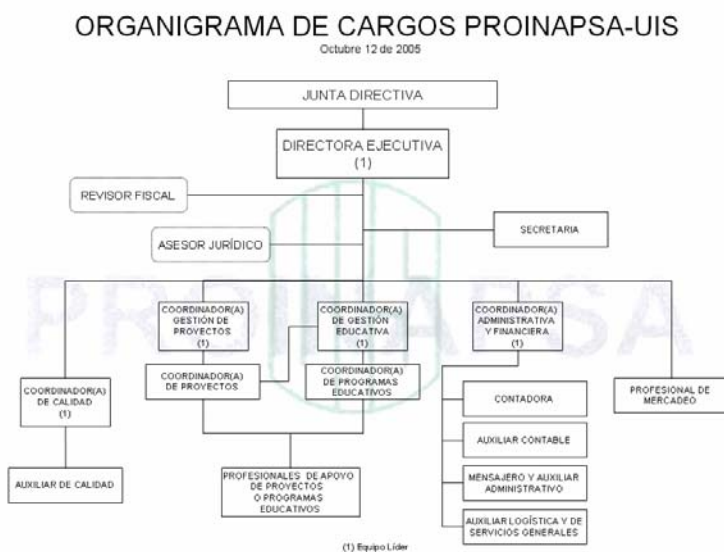 ORGANIGRAMA DE CARGOS PROINAPSA-UIS
Octubre 12 de 2005
JUNTA DIRECTIVA
DIRECTORA EJECUTIVA
(1)
REVISOR FISCAL
SECRETARIA
ASESOR JURÍDICO
PROINAPSA
COORDINADOR(A)
GESTIÓN DE
PROYECTOS
(1)
COORDINADOR(A)
DE GESTIÓN
EDUCATIVA
(1)
COORDINADOR(A)
ADMINISTRATIVA
Y FINANCIERA
(1)
COORDINADOR(A)
DE PROYECTOS
COORDINADOR(A)
DE PROGRAMAS
EDUCATIVOS
COORDINADOR(A)
DE CALIDAD
(1)
PROFESIONAL DE
MERCADEO
CONTADORA
AUXILIAR CONTABLE
AUXILIAR DE CALIDAD
PROFESIONALES DE APOYO
DE PROYECTOS
O PROGRAMAS
EDUCATIVOS
MENSAJERO Y AUXILIAR
ADMINISTRATIVO
AUXILIAR LOGÍSTICA Y DE
SERVICIOS GENERALES
(1) Equipo Líder